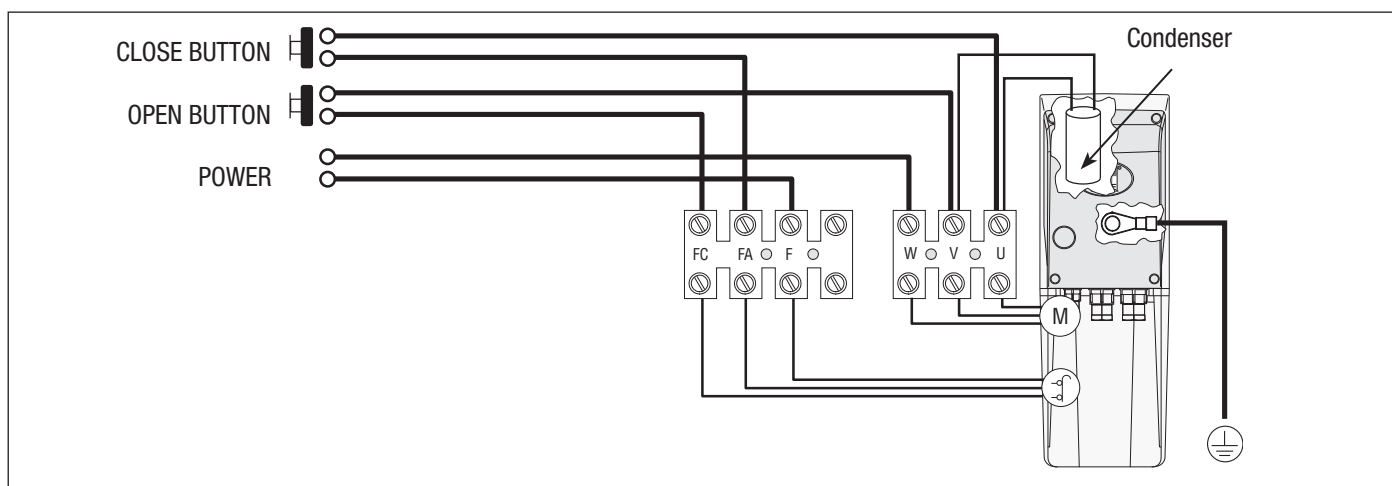 CLOSE BUTTON
OPEN BUTTON
POWER
Condenser
FC FA F
W V U
M